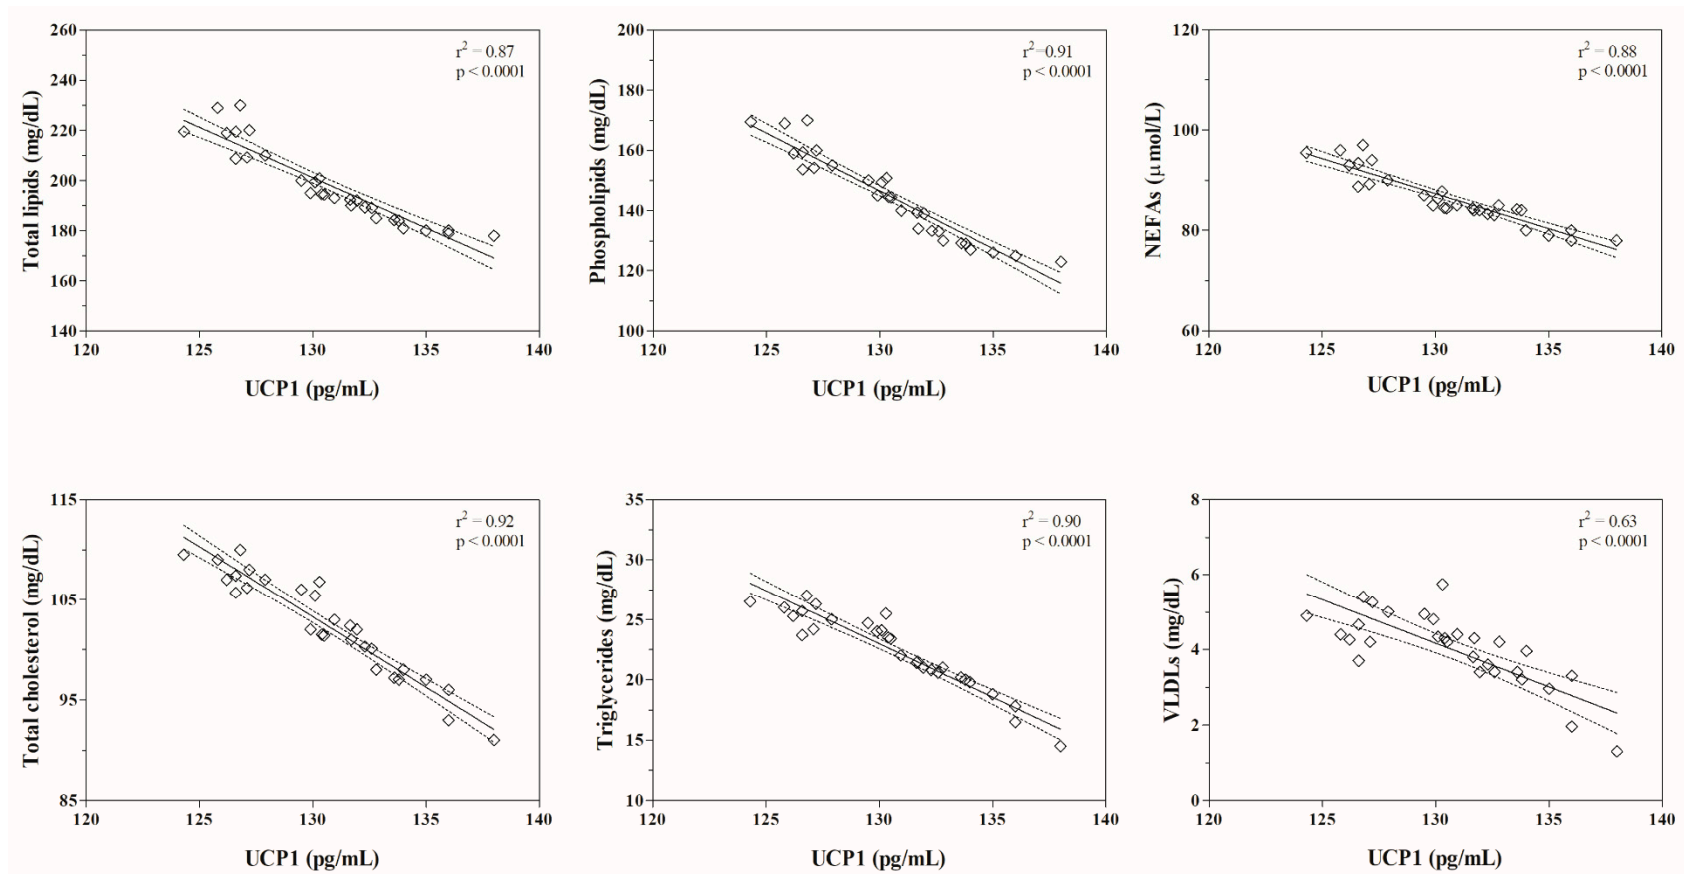 260
240
220
200
180
160
140
Total lipids (mg/dL)
r² = 0.87
p < 0.0001
120 125 130 135 140
UCP1 (pg/mL)
200
180
160
140
120
100
Phospholipids (mg/dL)
r²=0.91
p < 0.0001
120 125 130 135 140
UCP1 (pg/mL)
120
100
80
60
NEFAs (μ mol/L)
r² = 0.88
p < 0.0001
120 125 130 135 140
UCP1 (pg/mL)
115
105
95
85
Total cholesterol (mg/dL)
r² = 0.92
p < 0.0001
120 125 130 135 140
UCP1 (pg/mL)
35
30
25
20
15
10
Triglycerides (mg/dL)
r² = 0.90
p < 0.0001
120 125 130 135 140
UCP1 (pg/mL)
8
6
4
2
0
VLDLs (mg/dL)
r² = 0.63
p < 0.0001
120 125 130 135 140
UCP1 (pg/mL)